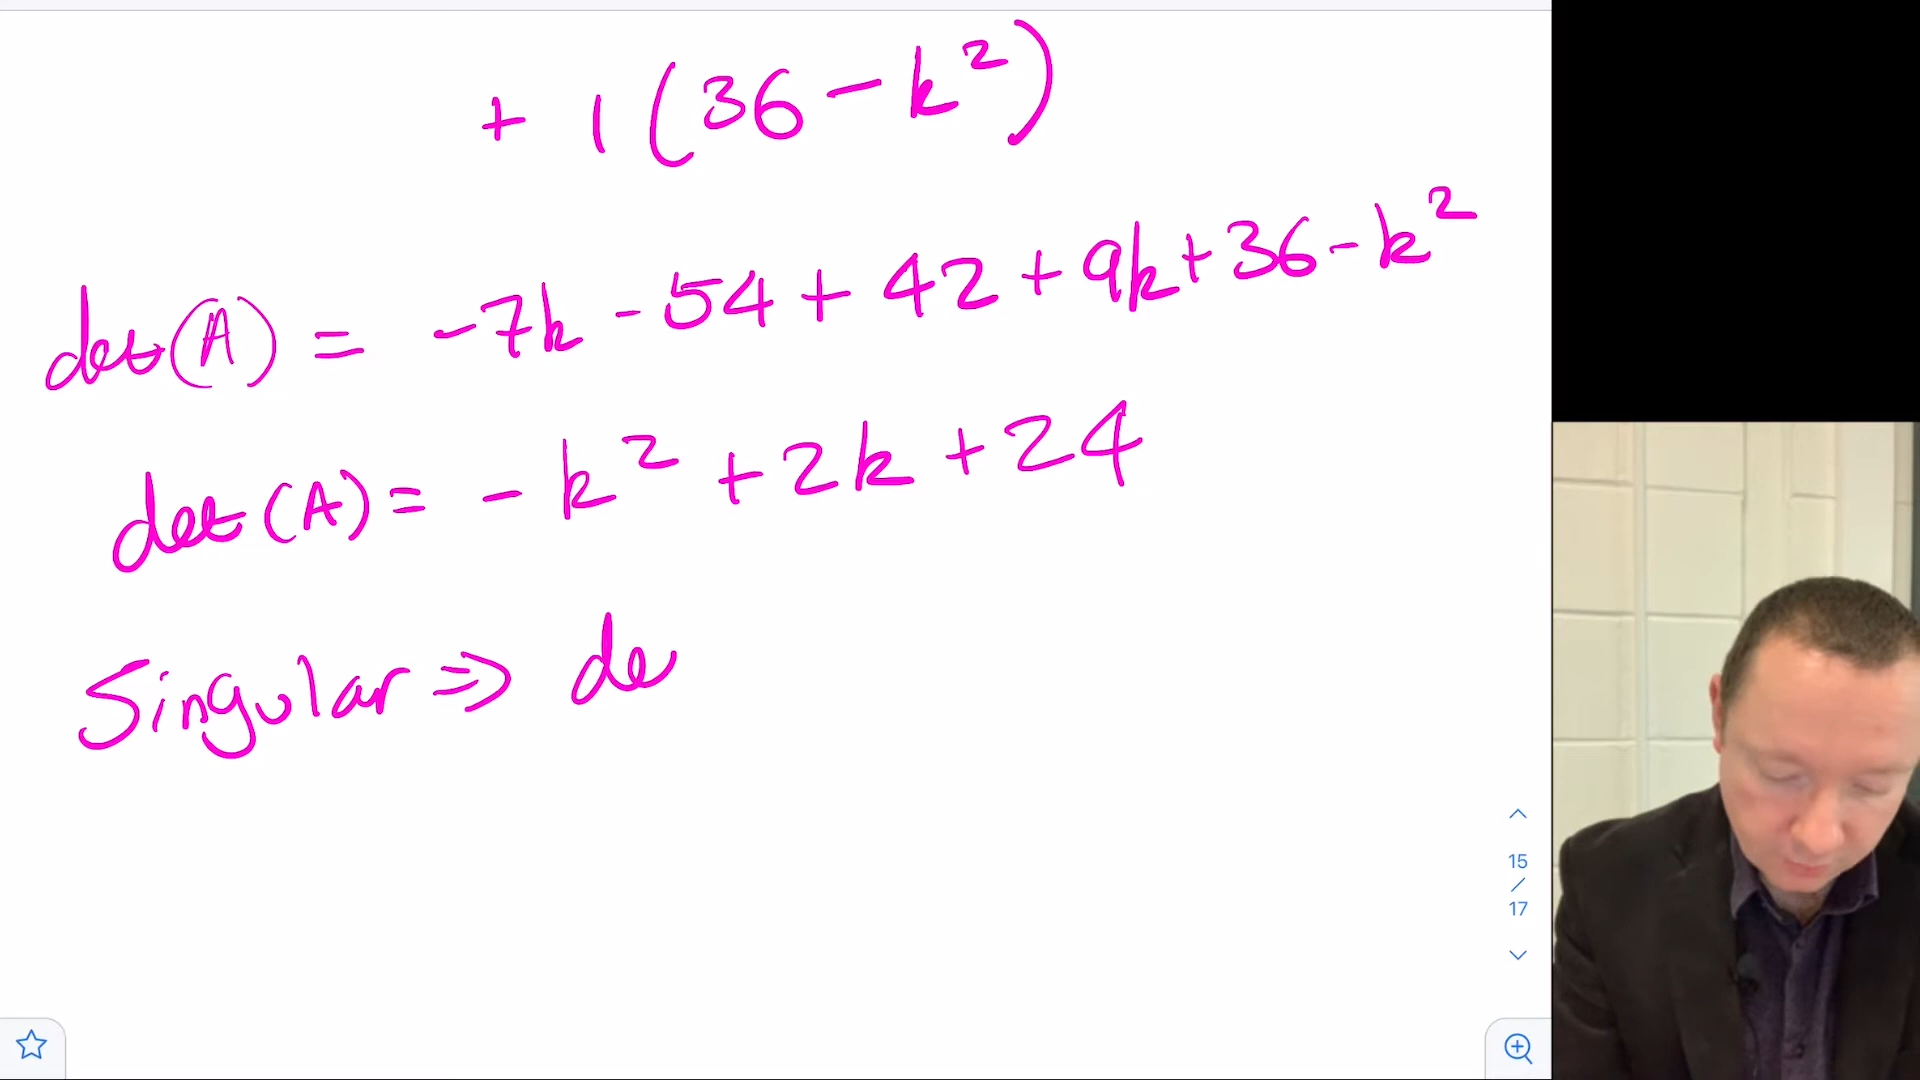 + 1 (36 - k²)
det(A) = -7k - 54 + 42 + 9k + 36 - k²
det(A) = - k² + 2k + 24
Singular ⇒ de
15
/
17